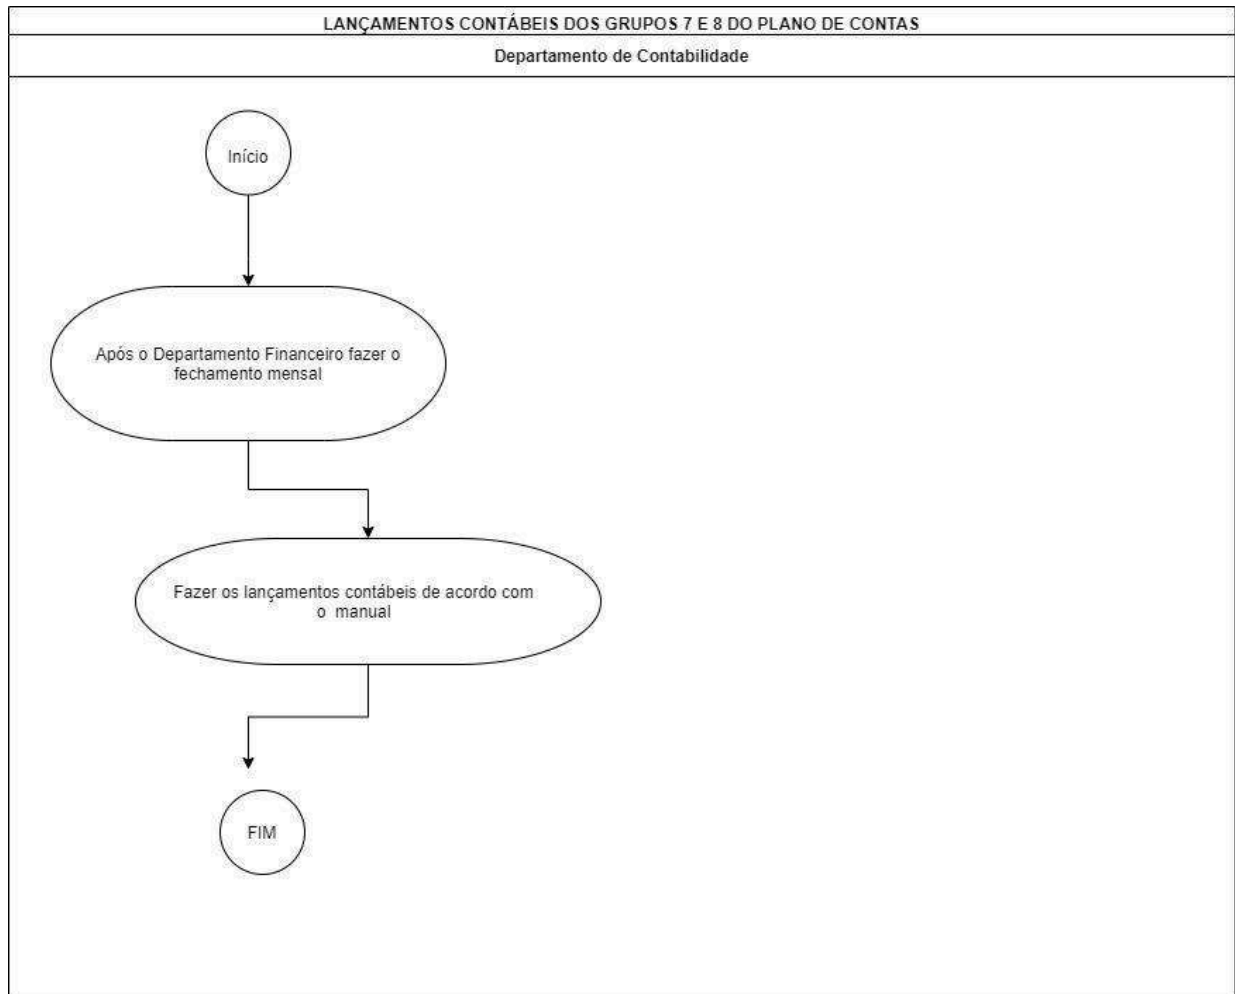 LANÇAMENTOS CONTÁBEIS DOS GRUPOS 7 E 8 DO PLANO DE CONTAS
Departamento de Contabilidade
Início
Após o Departamento Financeiro fazer o
fechamento mensal
Fazer os lançamentos contábeis de acordo com
o manual
FIM